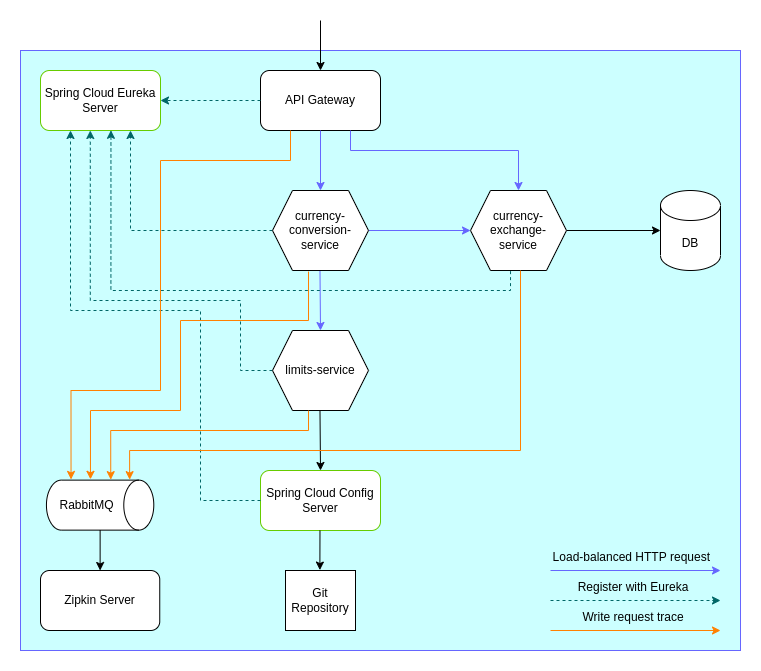 Spring Cloud Eureka
Server
API Gateway
currency-
conversion-
service
currency-
exchange-
service
DB
limits-service
RabbitMQ
Spring Cloud Config
Server
Zipkin Server
Git
Repository
Load-balanced HTTP request
Register with Eureka
Write request trace